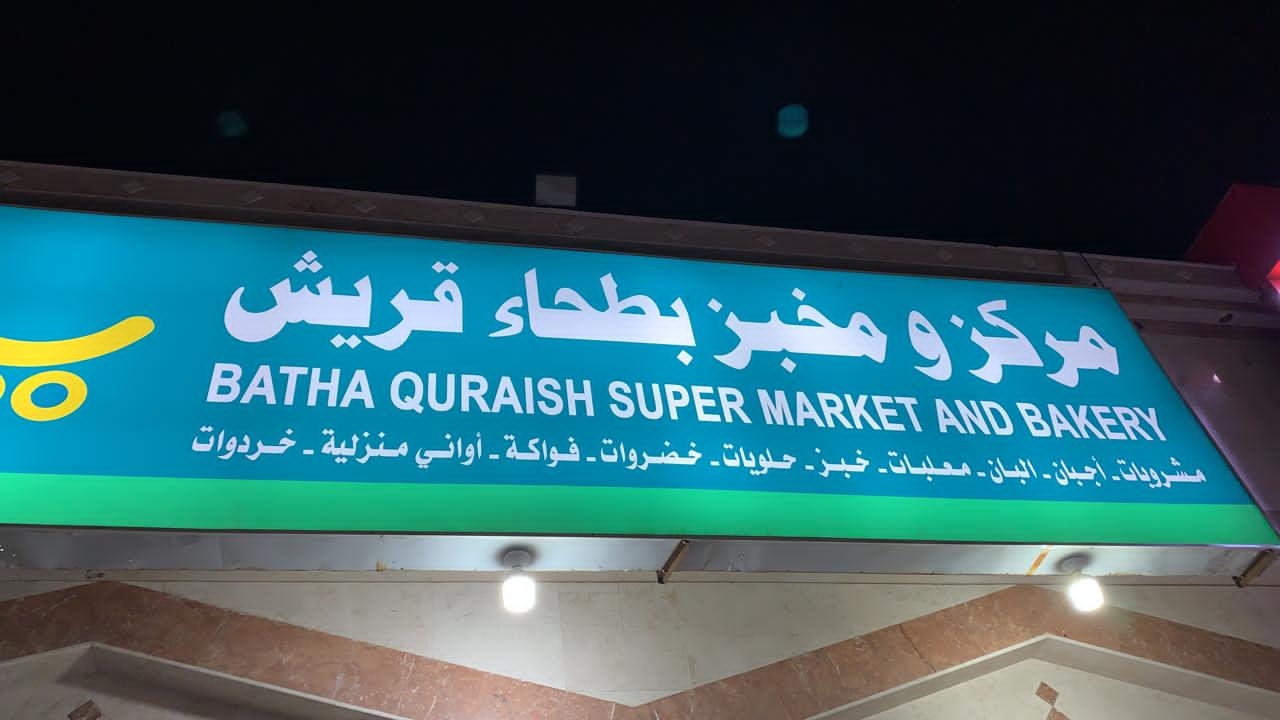 مركز و مخبز بطحاء قريش
BATHA QURAISH SUPER MARKET AND BAKERY
مشروبات - أجبان - البان - معلبات - خبز - حلويات - خضروات - فواكة - أواني منزلية - خردوات